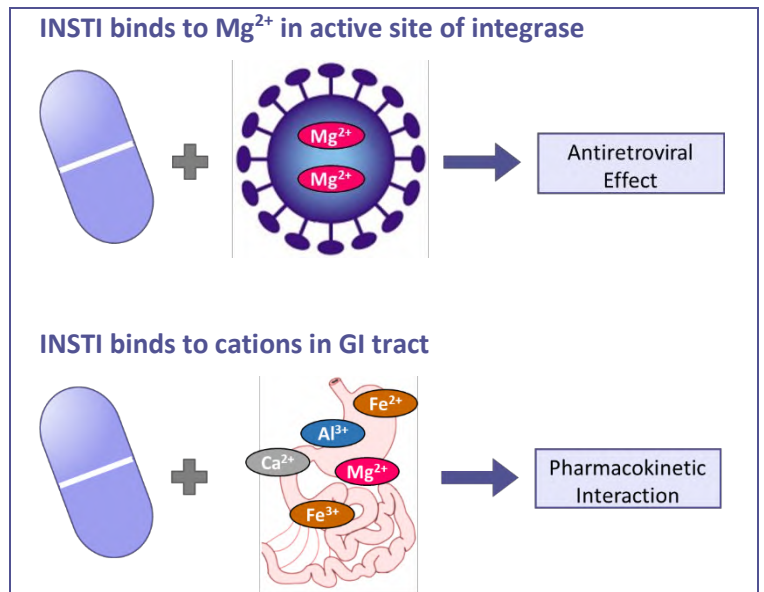 INSTI binds to Mg²⁺ in active site of integrase
Mg²⁺
Mg²⁺
Antiretroviral
Effect
INSTI binds to cations in GI tract
Fe²⁺
Al³⁺
Ca²⁺
Mg²⁺
Fe³⁺
Pharmacokinetic
Interaction